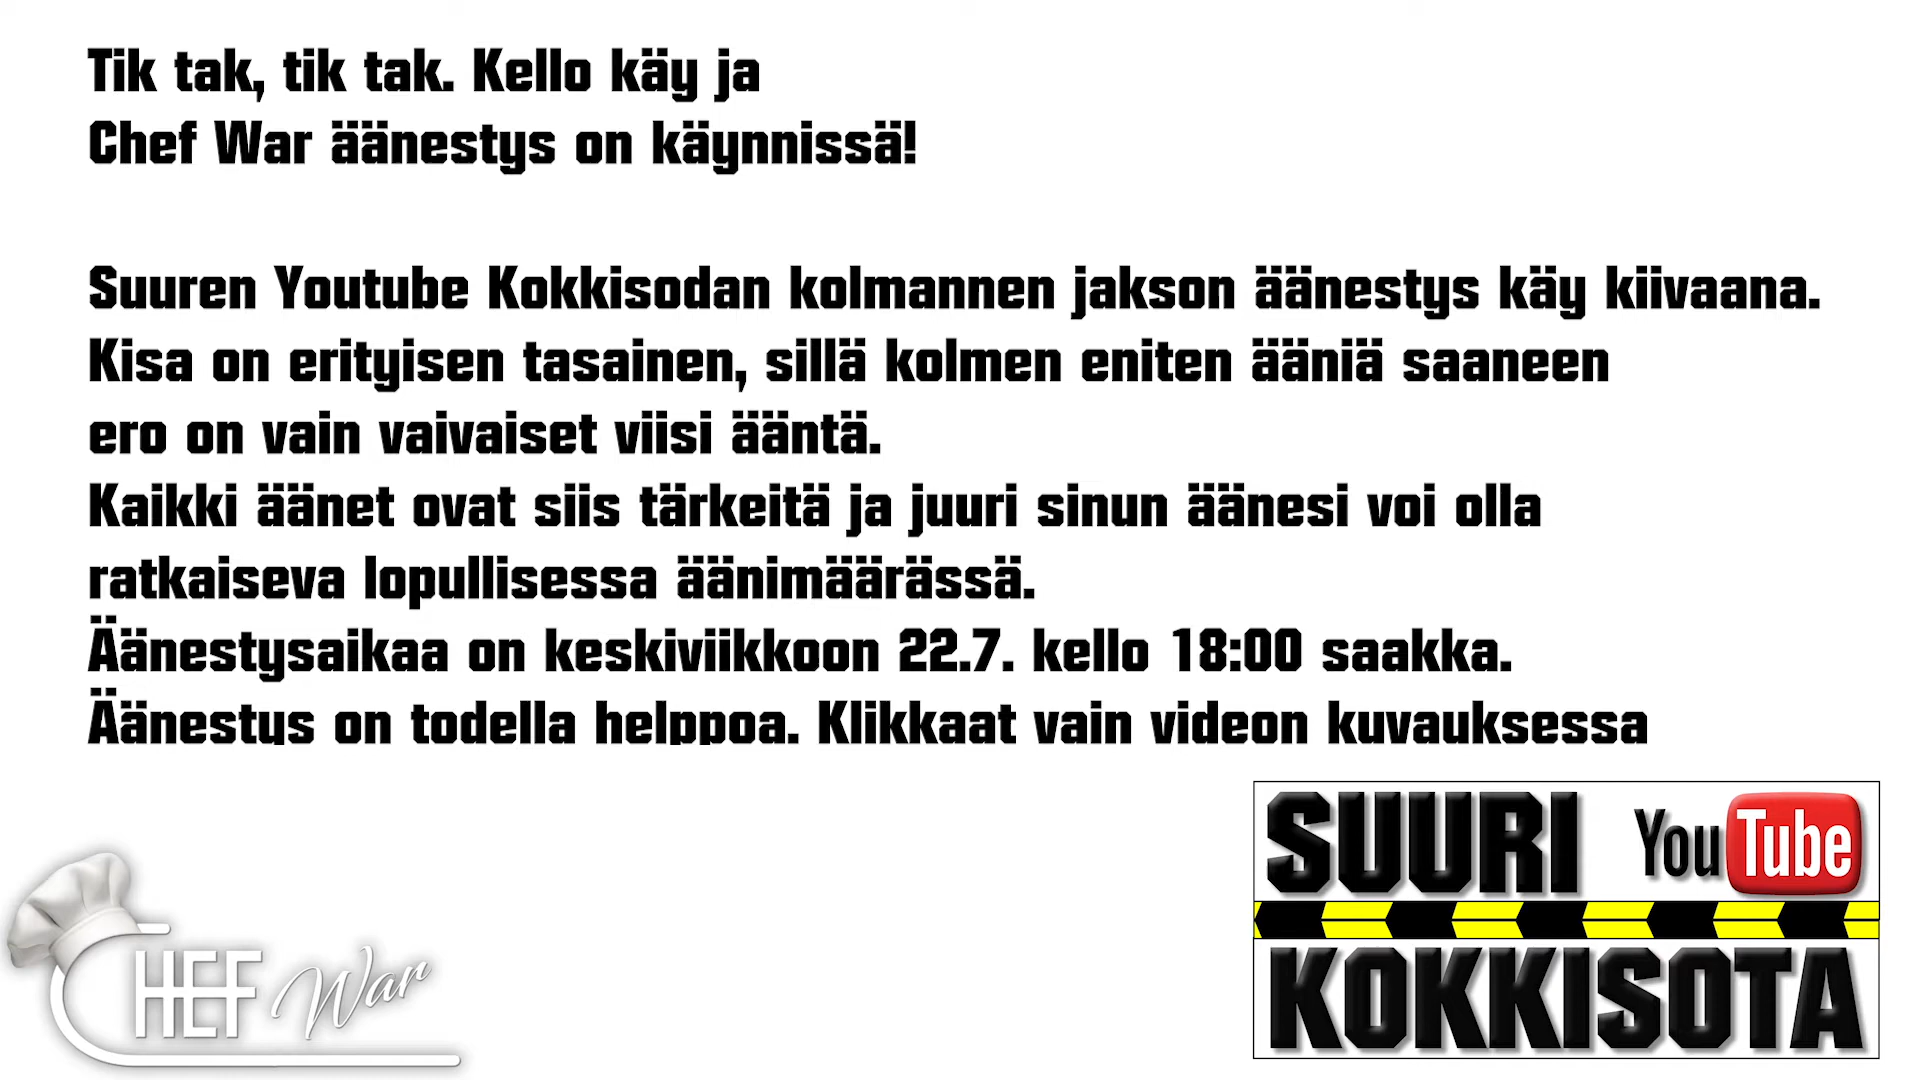 Tik tak, tik tak. Kello käy ja
Chef War äänestys on käynnissä!
Suuren Youtube Kokkisodan kolmannen jakson äänestys käy kiivaana.
Kisa on erityisen tasainen, sillä kolmen eniten ääniä saaneen
ero on vain vaivaiset viisi ääntä.
Kaikki äänet ovat siis tärkeitä ja juuri sinun äänesi voi olla
ratkaiseva lopullisessa äänimäärässä.
Äänestysaikaa on keskiviikkoon 22.7. kello 18:00 saakka.
Äänestys on todella helppoa. Klikkaat vain videon kuvauksessa
SUURI YouTube
KOKKISOTA
CHEF War